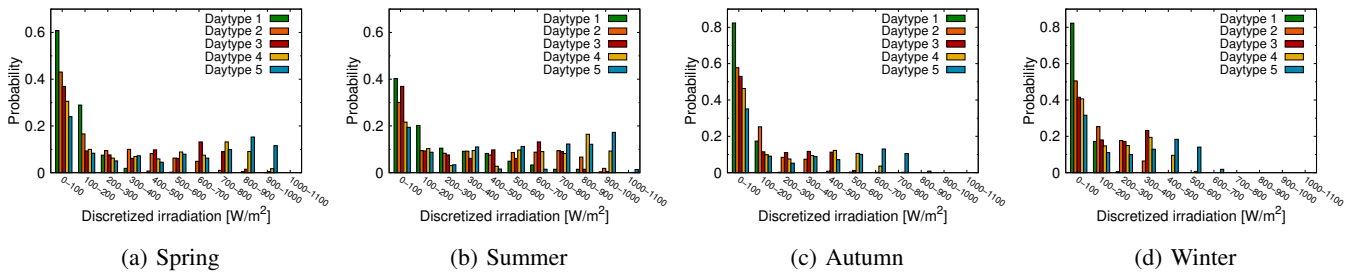 Probability
0.6
0.4
0.2
0
Daytype 1
Daytype 2
Daytype 3
Daytype 4
Daytype 5
0–100
100–200
200–300
300–400
400–500
500–600
600–700
700–800
800–900
900–1000
1000–1100
Discretized irradiation [W/m²]
(a) Spring
Probability
0.6
0.4
0.2
0
Daytype 1
Daytype 2
Daytype 3
Daytype 4
Daytype 5
0–100
100–200
200–300
300–400
400–500
500–600
600–700
700–800
800–900
900–1000
1000–1100
Discretized irradiation [W/m²]
(b) Summer
Probability
0.8
0.6
0.4
0.2
0
Daytype 1
Daytype 2
Daytype 3
Daytype 4
Daytype 5
0–100
100–200
200–300
300–400
400–500
500–600
600–700
700–800
800–900
900–1000
1000–1100
Discretized irradiation [W/m²]
(c) Autumn
Probability
0.8
0.6
0.4
0.2
0
Daytype 1
Daytype 2
Daytype 3
Daytype 4
Daytype 5
0–100
100–200
200–300
300–400
400–500
500–600
600–700
700–800
800–900
900–1000
1000–1100
Discretized irradiation [W/m²]
(d) Winter